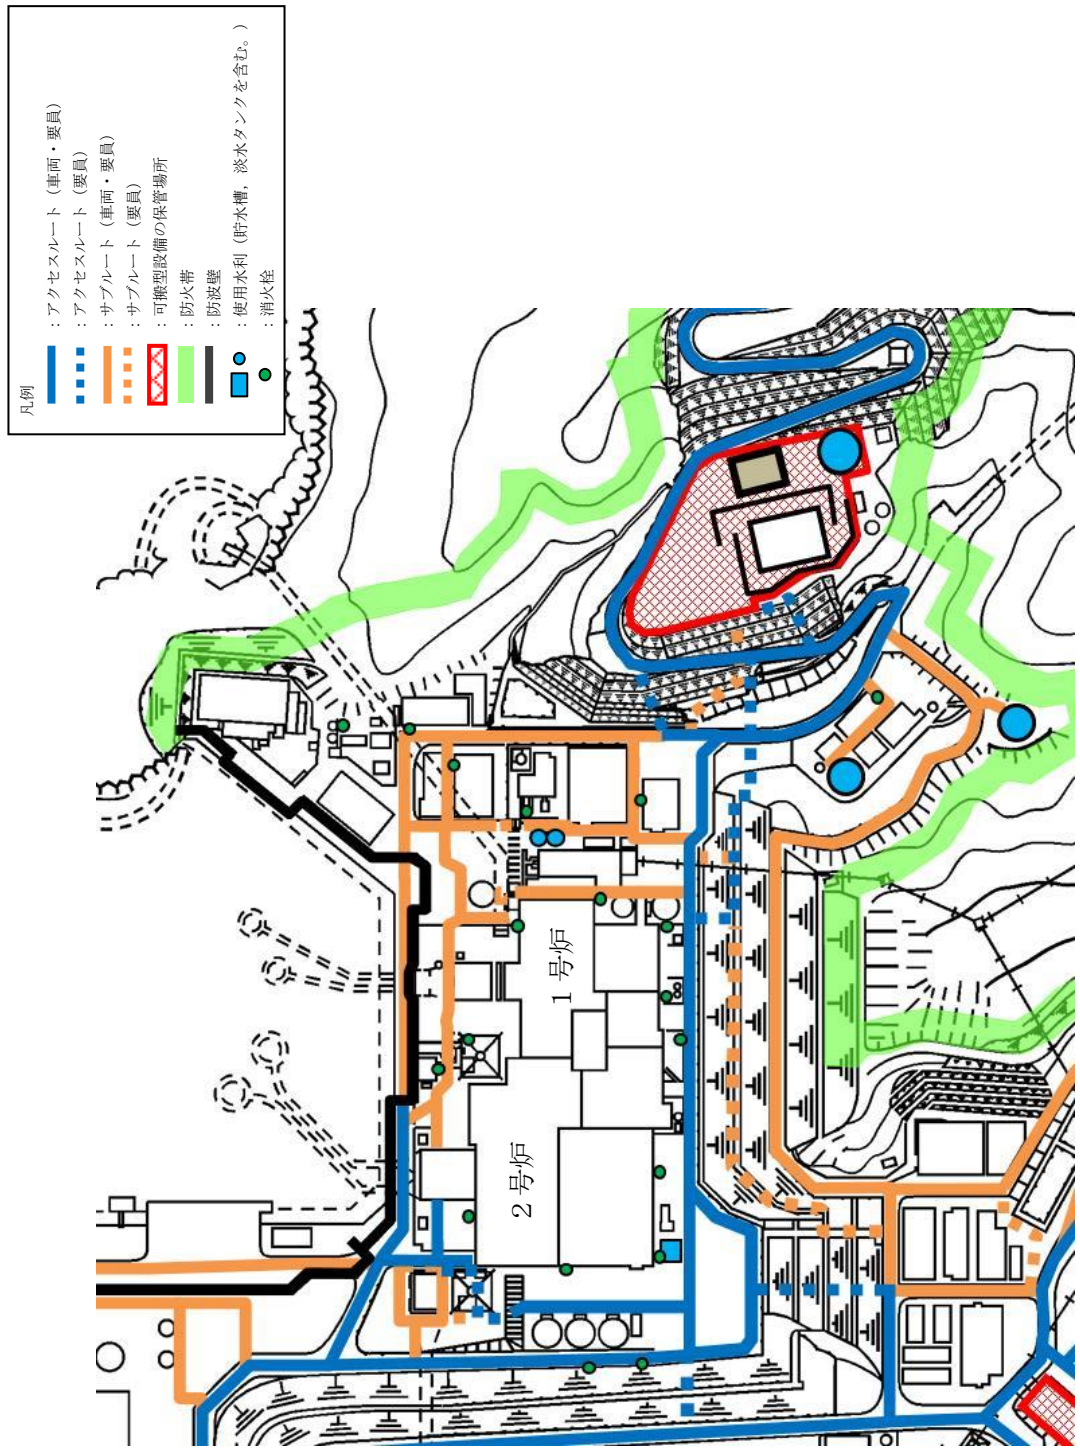 凡例
：アクセスルート（車両・要員）
：アクセスルート（要員）
：サブルート（車両・要員）
：サブルート（要員）
：可搬型設備の保管場所
：防火帯
：防波壁
：使用水利（貯水槽，淡水タンクを含む。）
：消火栓
1号炉
2号炉